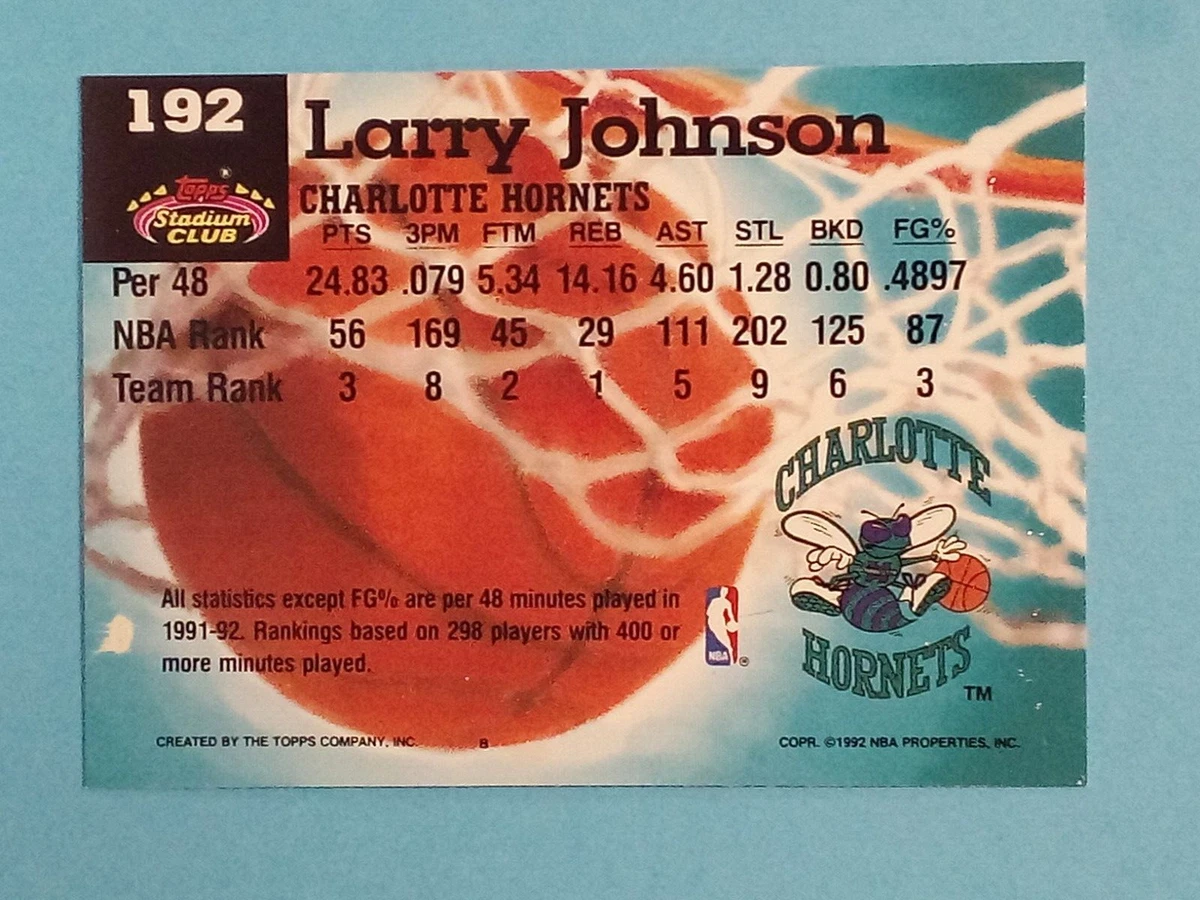 192
Larry Johnson
Topps ®
Stadium
CLUB
CHARLOTTE HORNETS
PTS 3PM FTM REB AST STL BKD FG%
Per 48 24.83 .079 5.34 14.16 4.60 1.28 0.80 .4897
NBA Rank 56 169 45 29 111 202 125 87
Team Rank 3 8 2 1 5 9 6 3
CHARLOTTE
HORNETS
TM
All statistics except FG% are per 48 minutes played in
1991-92. Rankings based on 298 players with 400 or
more minutes played.
NBA ®
CREATED BY THE TOPPS COMPANY, INC. B COPR. ©1992 NBA PROPERTIES, INC.